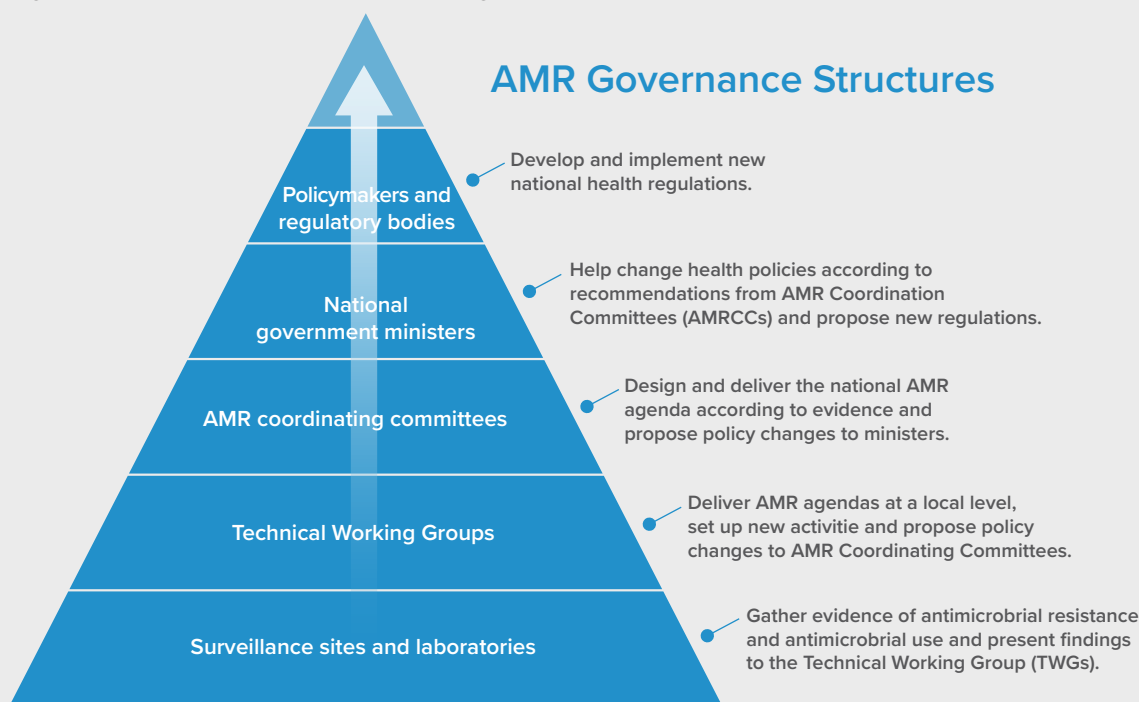 AMR Governance Structures
Policymakers and
regulatory bodies
Develop and implement new
national health regulations.
National
government ministers
Help change health policies according to
recommendations from AMR Coordination
Committees (AMRCCs) and propose new regulations.
AMR coordinating committees
Design and deliver the national AMR
agenda according to evidence and
propose policy changes to ministers.
Technical Working Groups
Deliver AMR agendas at a local level,
set up new activitie and propose policy
changes to AMR Coordinating Committees.
Surveillance sites and laboratories
Gather evidence of antimicrobrial resistance
and antimicrobrial use and present findings
to the Technical Working Group (TWGs).